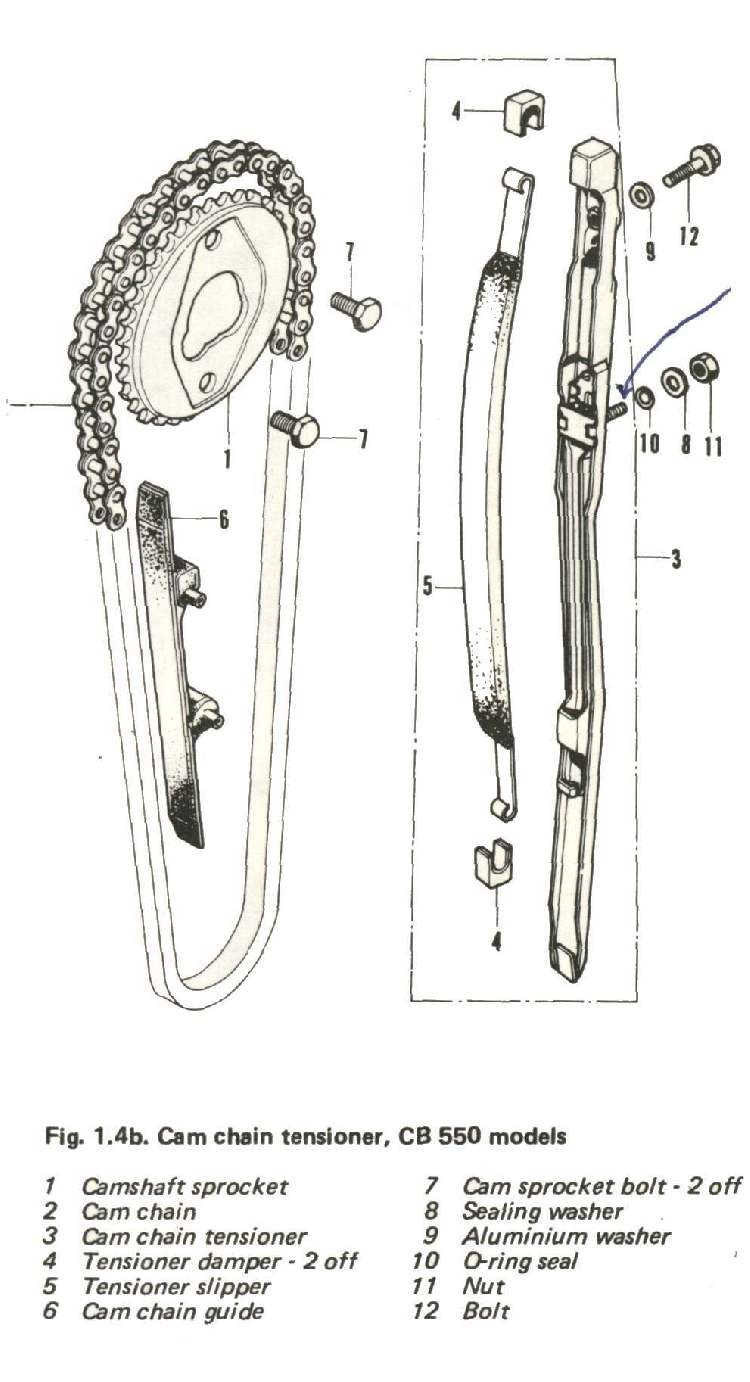 4
7
9
12
7
1
10
8
11
6
3
5
4
Fig. 1.4b. Cam chain tensioner, CB 550 models
1 Camshaft sprocket
2 Cam chain
3 Cam chain tensioner
4 Tensioner damper - 2 off
5 Tensioner slipper
6 Cam chain guide
7 Cam sprocket bolt - 2 off
8 Sealing washer
9 Aluminium washer
10 O-ring seal
11 Nut
12 Bolt